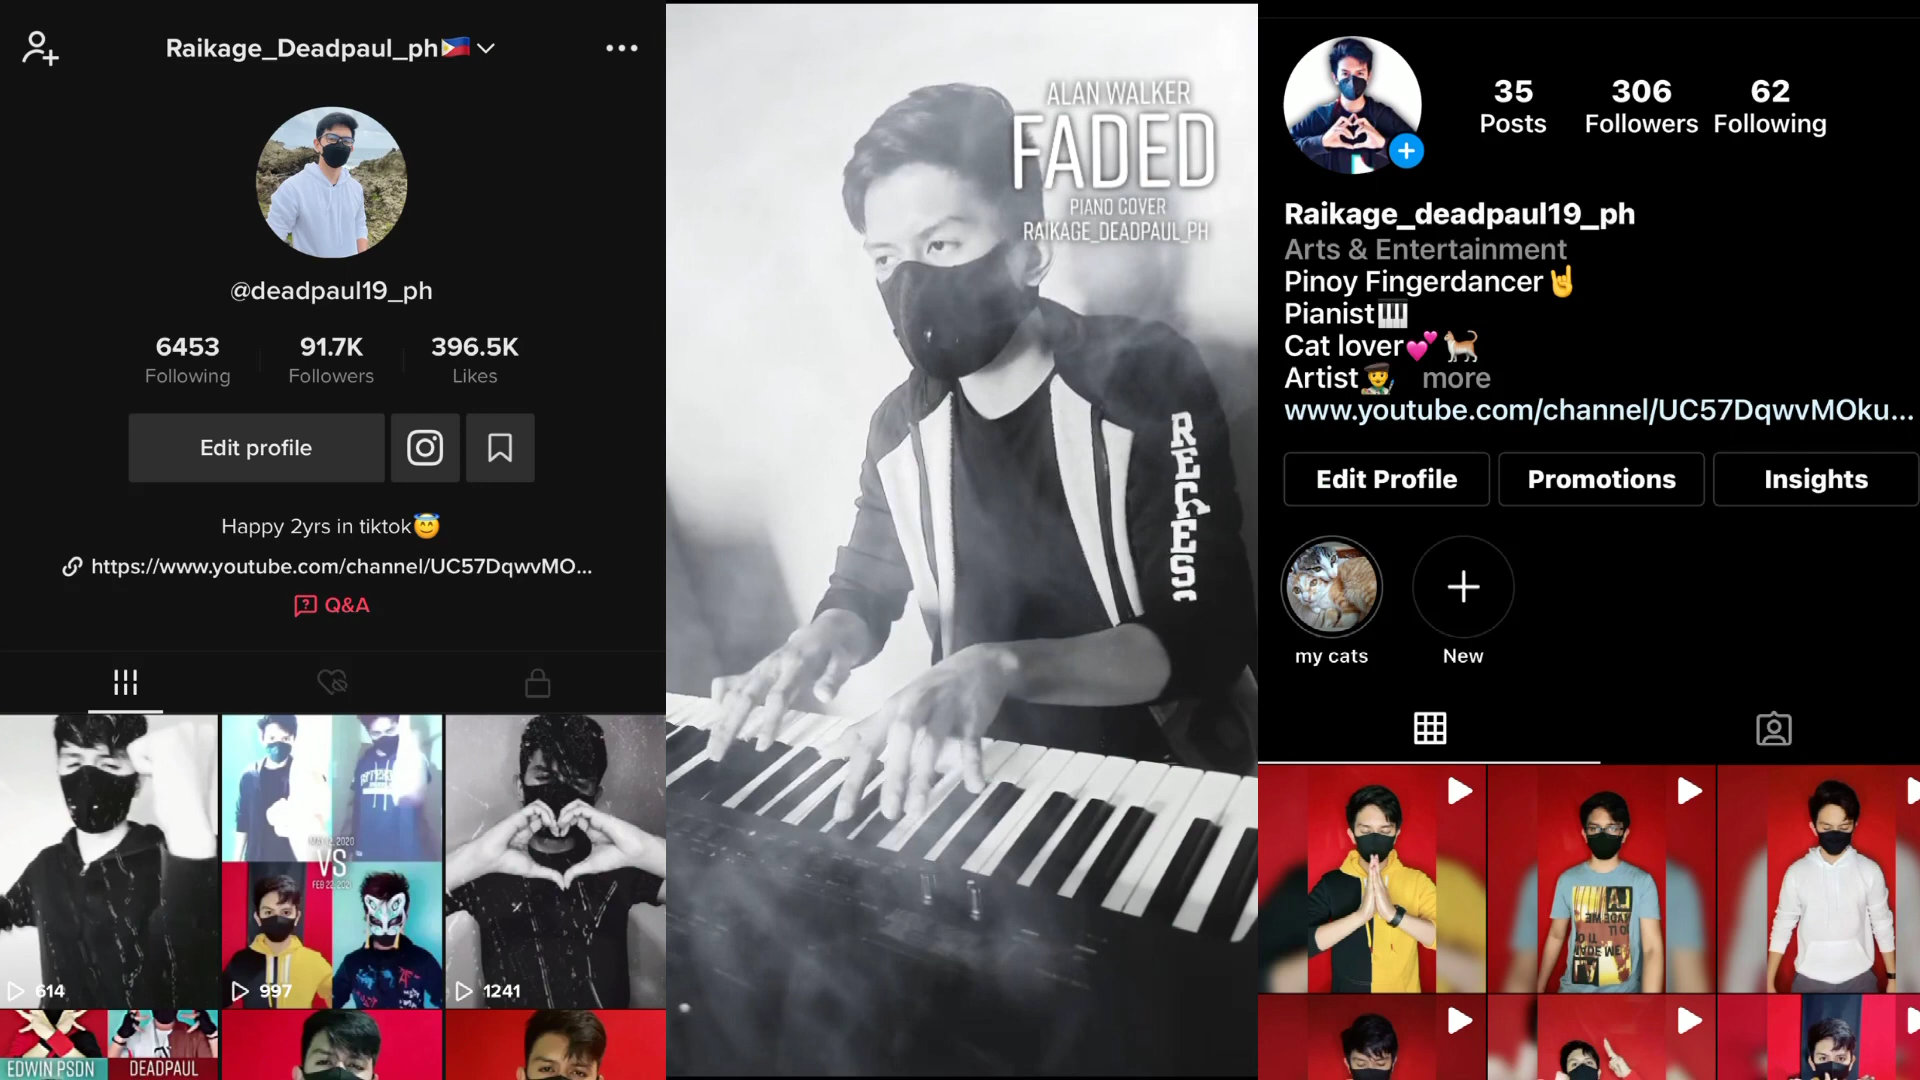 Raikage_Deadpaul_ph🇵🇭
@deadpaul19_ph
6453
Following
91.7K
Followers
396.5K
Likes
Edit profile
Happy 2yrs in tiktok😇
https://www.youtube.com/channel/UC57DqwvMO...
Q&A
614
VS
997
1241
EDWIN PSDN
DEADPAUL
ALAN WALKER
FADED
PIANO COVER
RAIKAGE_DEADPAUL_PH
RECESS
35
Posts
306
Followers
62
Following
Raikage_deadpaul19_ph
Arts & Entertainment
Pinoy Fingerdancer🤘
Pianist🎹
Cat lover💕🐈
Artist👨‍🎨 more
www.youtube.com/channel/UC57DqwvMOku...
Edit Profile
Promotions
Insights
my cats
New